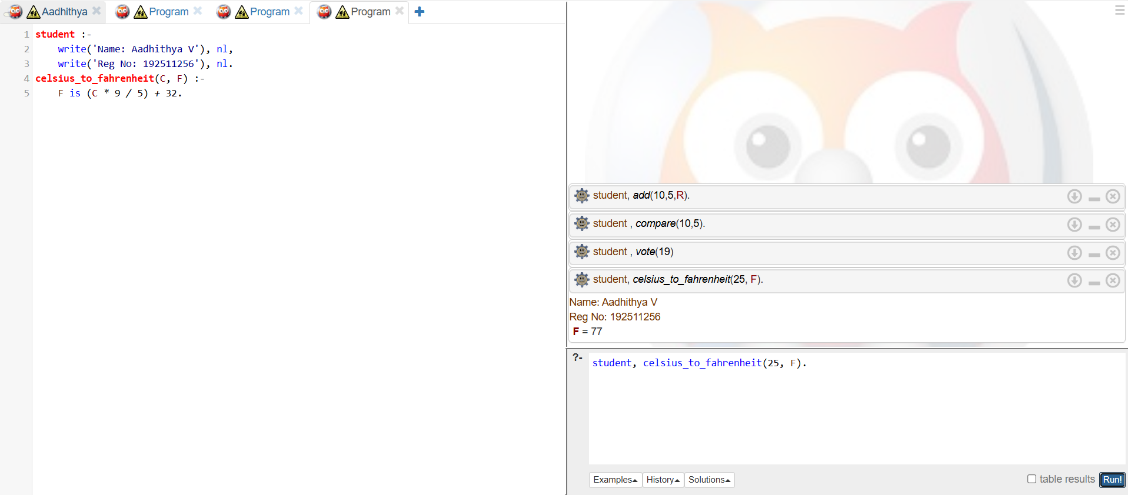 Aadhithya
Program
Program
Program
1 student :-
2 write('Name: Aadhithya V'), nl,
3 write('Reg No: 192511256'), nl.
4 celsius_to_fahrenheit(C, F) :-
5 F is (C * 9 / 5) + 32.
student, add(10,5,R).
student , compare(10,5).
student , vote(19)
student, celsius_to_fahrenheit(25, F).
Name: Aadhithya V
Reg No: 192511256
F = 77
?- student, celsius_to_fahrenheit(25, F).
Examples History Solutions table results Run!